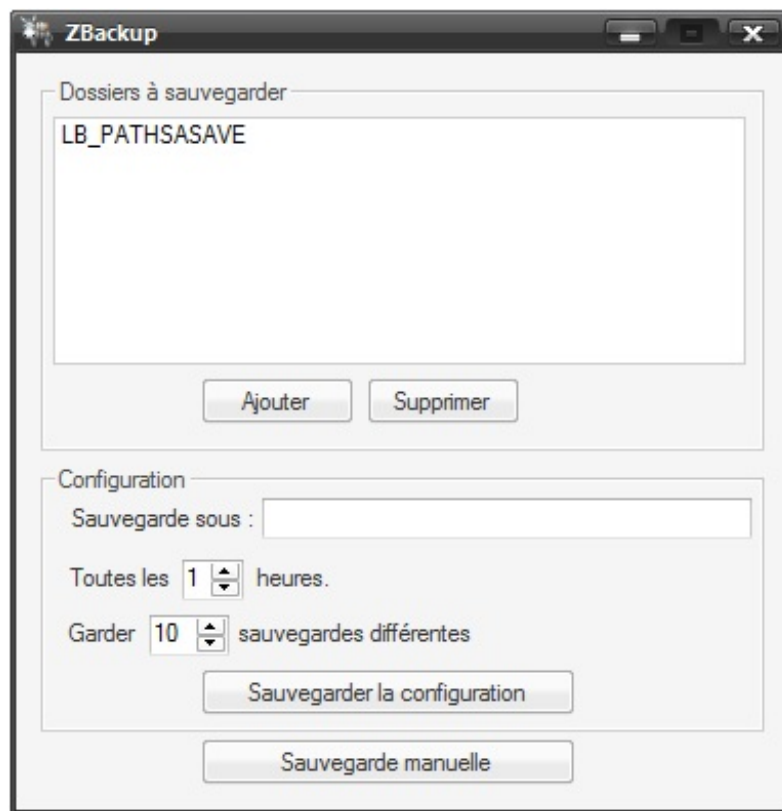 ZBackup
Dossiers à sauvegarder
LB_PATHSASAVE
Ajouter Supprimer
Configuration
Sauvegarde sous :
Toutes les 1 heures.
Garder 10 sauvegardes différentes
Sauvegarder la configuration
Sauvegarde manuelle